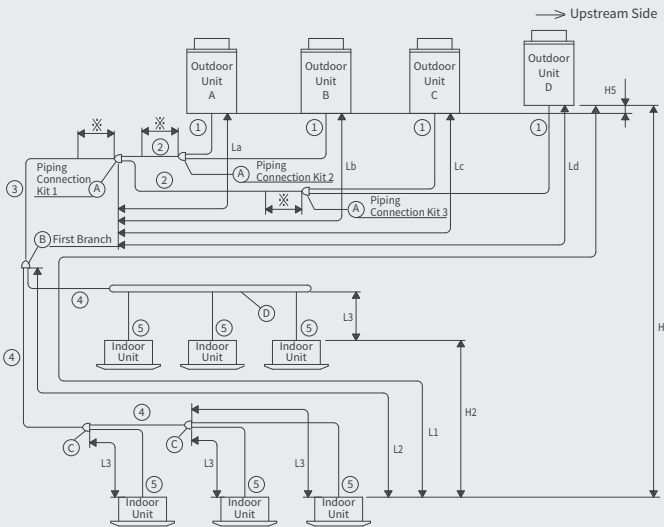 Upstream Side
Outdoor
Unit
A
Outdoor
Unit
B
Outdoor
Unit
C
Outdoor
Unit
D
H5
※
※
1
1
1
1
2
La
Lb
Lc
Ld
Piping
Connection
Kit 1
A
2
A
Piping
Connection Kit 2
3
※
A
Piping
Connection Kit 3
B
First Branch
4
D
L3
H
5
5
5
Indoor
Unit
Indoor
Unit
Indoor
Unit
4
4
H2
L1
L2
C
C
L3
L3
L3
5
5
5
Indoor
Unit
Indoor
Unit
Indoor
Unit